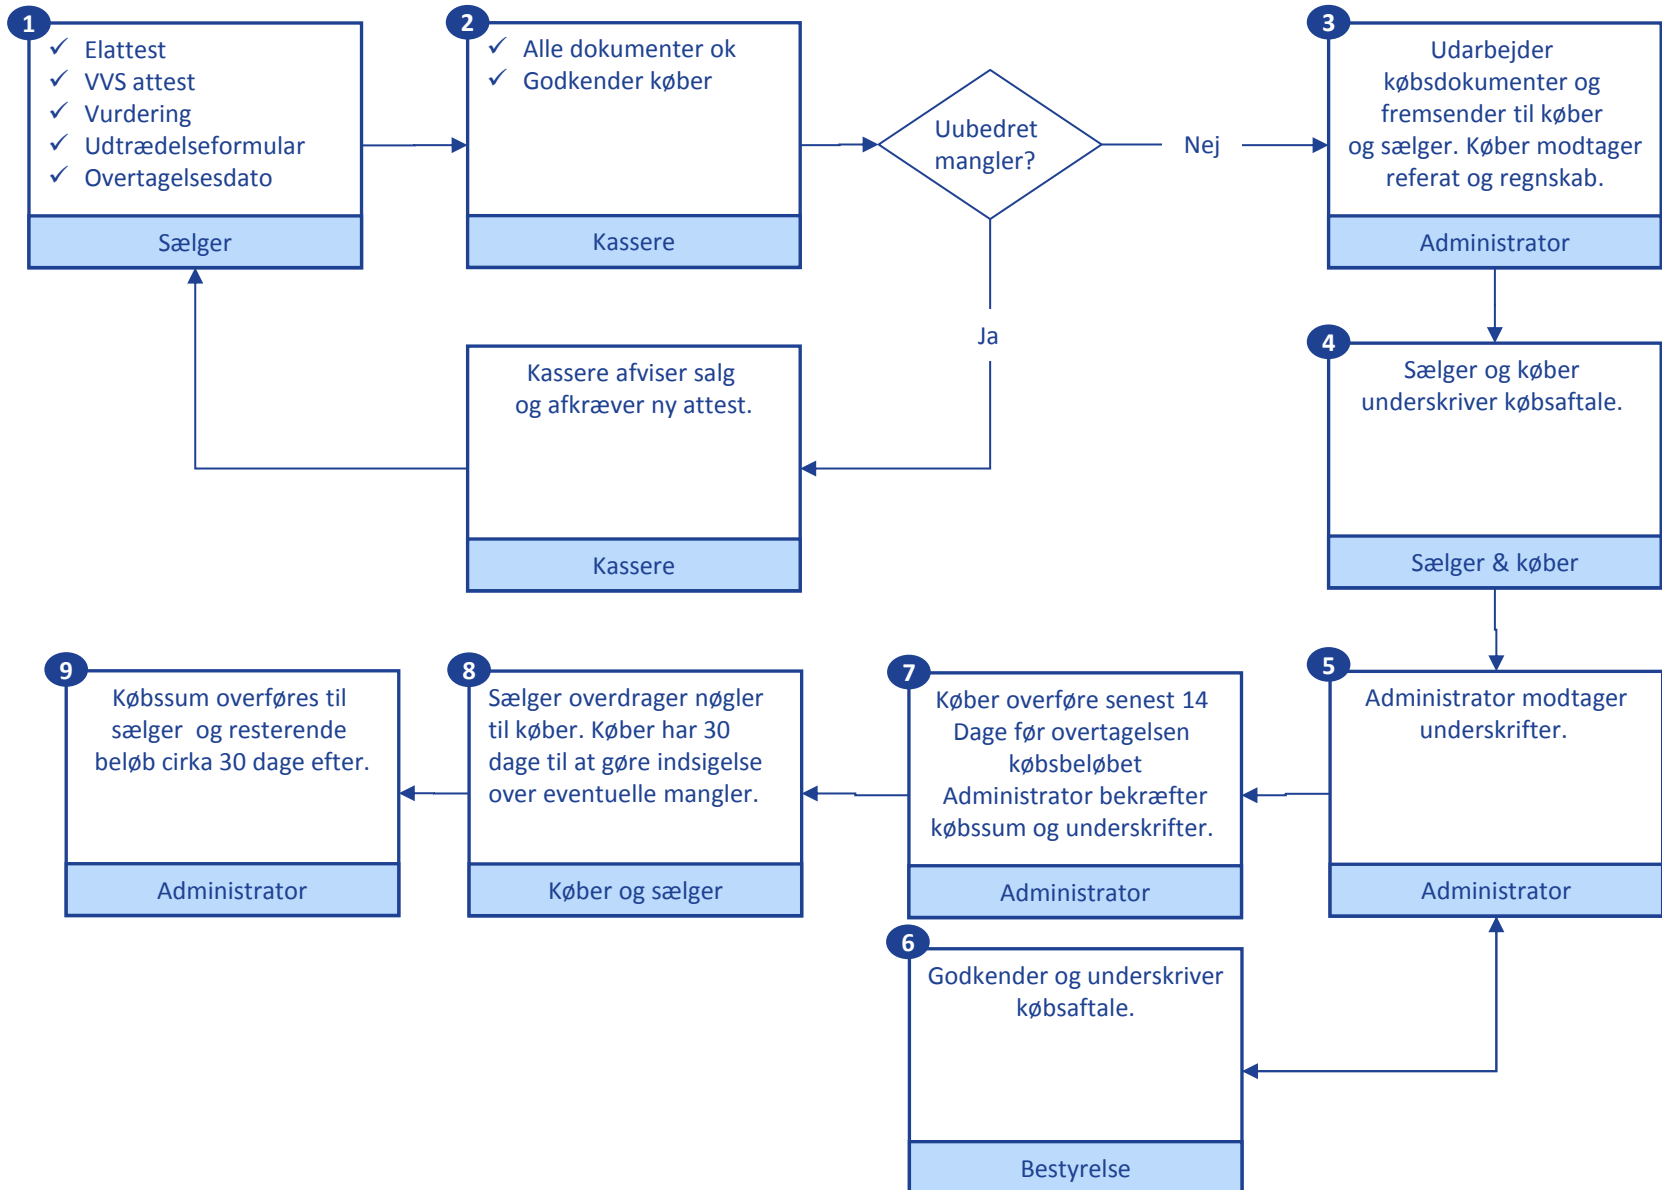 1
✓ Elattest
✓ VVS attest
✓ Vurdering
✓ Udtrædelseformular
✓ Overtagelsesdato
Sælger
2
✓ Alle dokumenter ok
✓ Godkender køber
Kassere
Uubedret
mangler?
Nej
3
Udarbejder
købsdokumenter og
fremsender til køber
og sælger. Køber modtager
referat og regnskab.
Administrator
Ja
Kassere afviser salg
og afkræver ny attest.
Kassere
4
Sælger og køber
underskriver købsaftale.
Sælger & køber
5
Administrator modtager
underskrifter.
Administrator
6
Godkender og underskriver
købsaftale.
Bestyrelse
7
Køber overføre senest 14
Dage før overtagelsen
købsbeløbet
Administrator bekræfter
købssum og underskrifter.
Administrator
8
Sælger overdrager nøgler
til køber. Køber har 30
dage til at gøre indsigelse
over eventuelle mangler.
Køber og sælger
9
Købssum overføres til
sælger og resterende
beløb cirka 30 dage efter.
Administrator